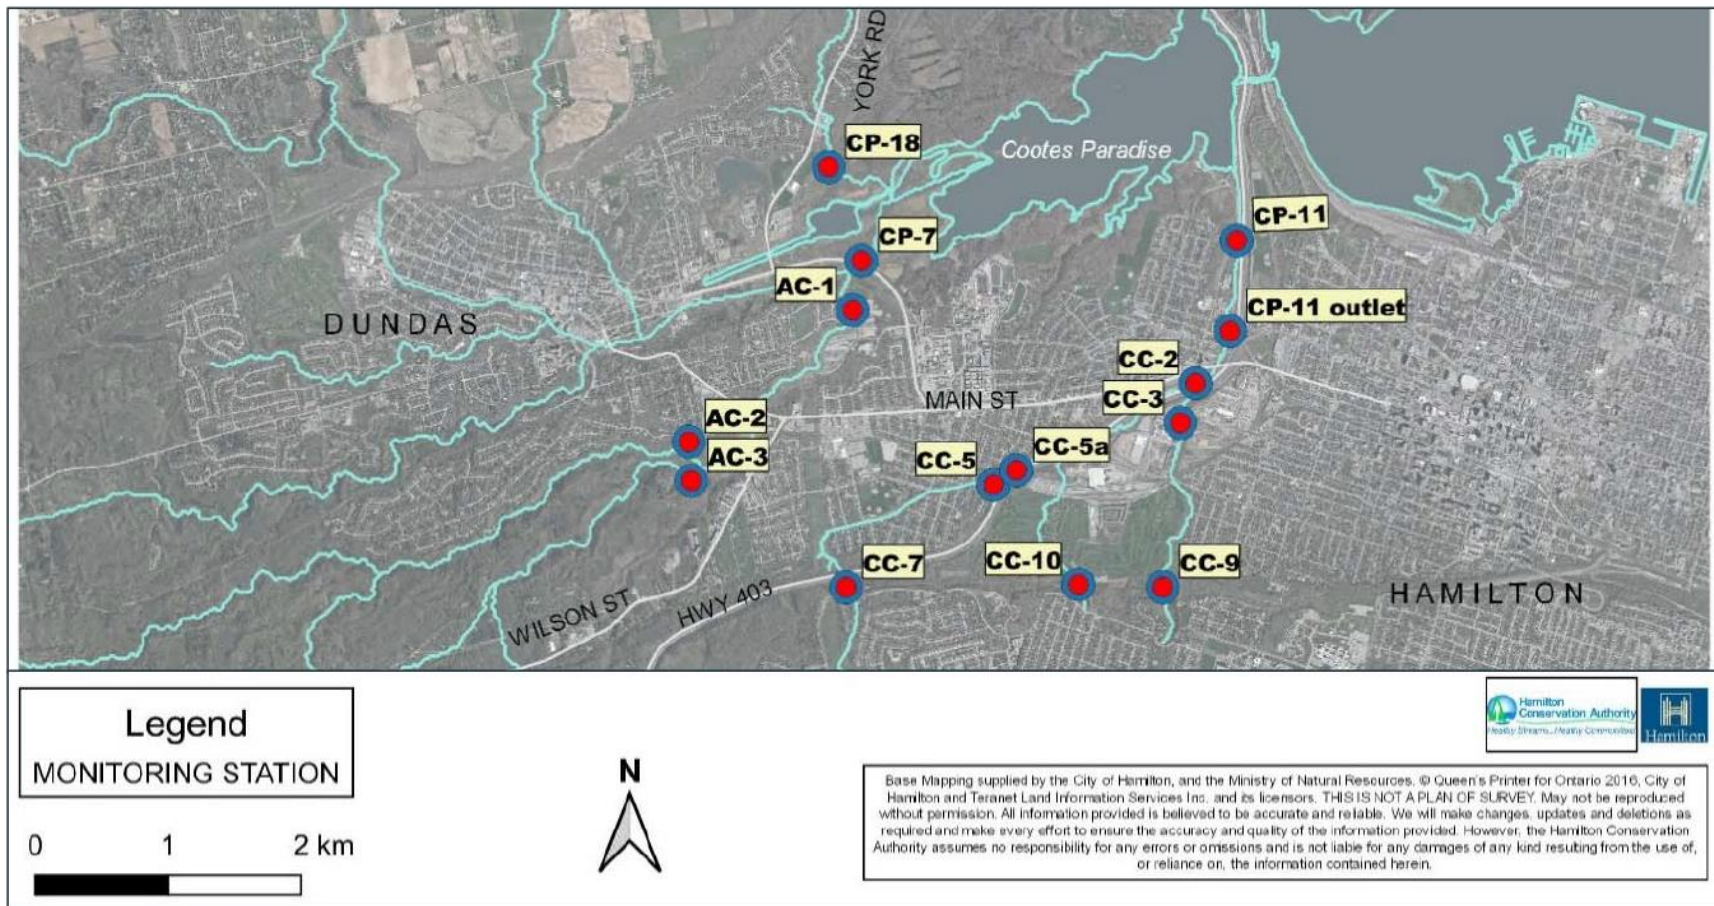 YORK RD
CP-18
Cootes Paradise
CP-7
CP-11
AC-1
CP-11 outlet
DUNDAS
CC-2
CC-3
MAIN ST
AC-2
AC-3
CC-5a
CC-5
CC-7
CC-10
CC-9
HAMILTON
WILSON ST
HWY 403
Legend
MONITORING STATION
0 1 2 km
N
Hamilton
Conservation Authority
Healthy Streams...Healthy Communities!
Hamilton
Base Mapping supplied by the City of Hamilton, and the Ministry of Natural Resources. © Queen's Printer for Ontario 2016, City of
Hamilton and Teranet Land Information Services Inc. and its licensors. THIS IS NOT A PLAN OF SURVEY. May not be reproduced
without permission. All information provided is believed to be accurate and reliable. We will make changes, updates and deletions as
required and make every effort to ensure the accuracy and quality of the information provided. However, the Hamilton Conservation
Authority assumes no responsibility for any errors or omissions and is not liable for any damages of any kind resulting from the use of,
or reliance on, the information contained herein.